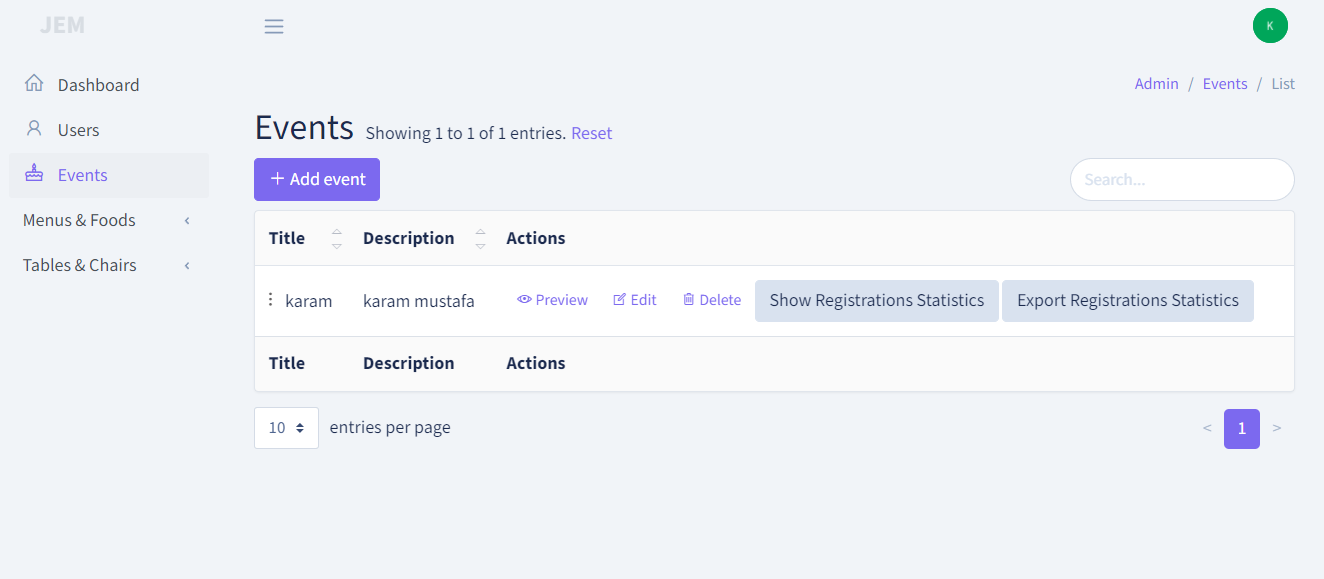 JEM
K
Dashboard
Users
Events
Menus & Foods
Tables & Chairs
Admin / Events / List
Events Showing 1 to 1 of 1 entries. Reset
+ Add event
Search...
Title Description Actions
karam karam mustafa Preview Edit Delete Show Registrations Statistics Export Registrations Statistics
Title Description Actions
10 entries per page
< 1 >